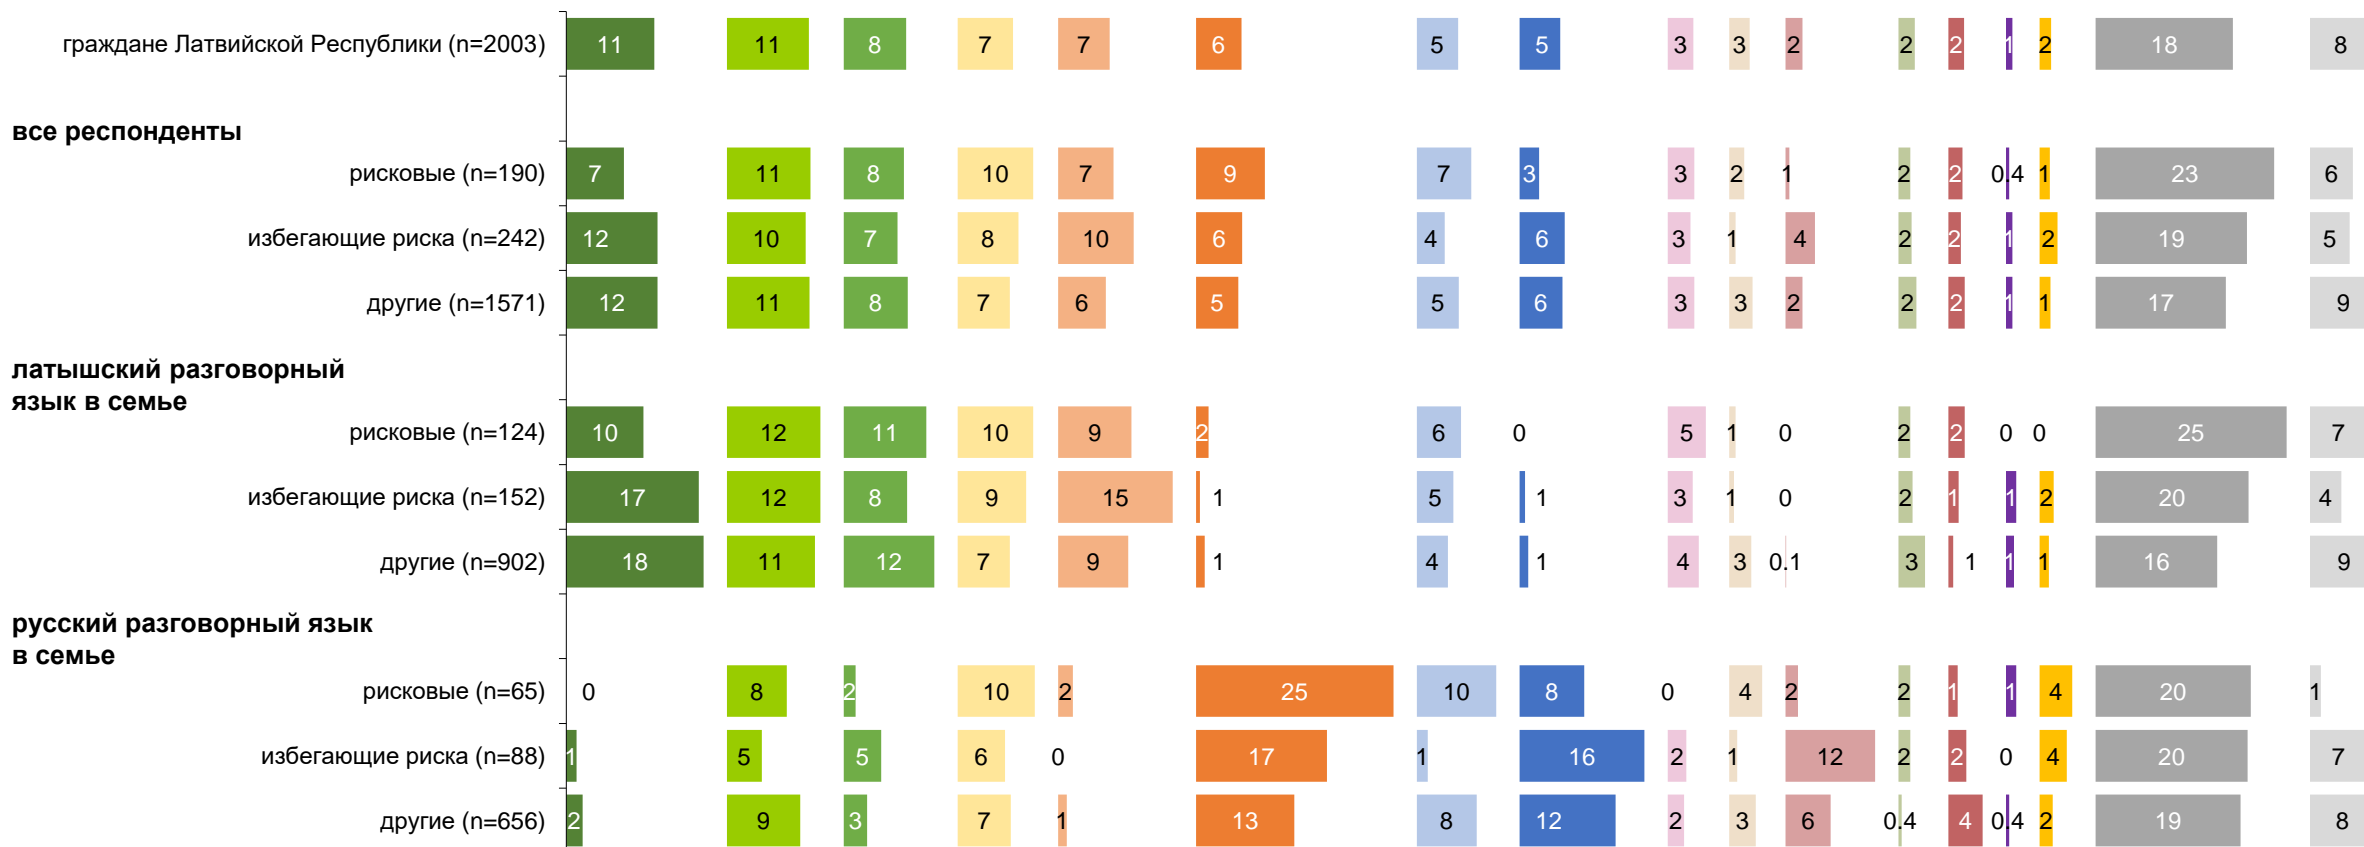 граждане Латвийской Республики (n=2003) 11 11 8 7 7 6 5 5 3 3 2 2 2 1 2 18 8
все респонденты
рисковые (n=190) 7 11 8 10 7 9 7 3 3 2 1 2 2 0.4 1 23 6
избегающие риска (n=242) 12 10 7 8 10 6 4 6 3 1 4 2 2 1 2 19 5
другие (n=1571) 12 11 8 7 6 5 5 6 3 3 2 2 2 1 1 17 9
латышский разговорный
язык в семье
рисковые (n=124) 10 12 11 10 9 2 6 0 5 1 0 2 2 0 0 25 7
избегающие риска (n=152) 17 12 8 9 15 1 5 1 3 1 0 2 1 1 2 20 4
другие (n=902) 18 11 12 7 9 1 4 1 4 3 0.1 3 1 1 1 16 9
русский разговорный язык
в семье
рисковые (n=65) 0 8 2 10 2 25 10 8 0 4 2 2 1 1 4 20 1
избегающие риска (n=88) 1 5 5 6 0 17 1 16 2 1 12 2 2 0 4 20 7
другие (n=656) 2 9 3 7 1 13 8 12 2 3 6 0.4 4 0.4 2 19 8